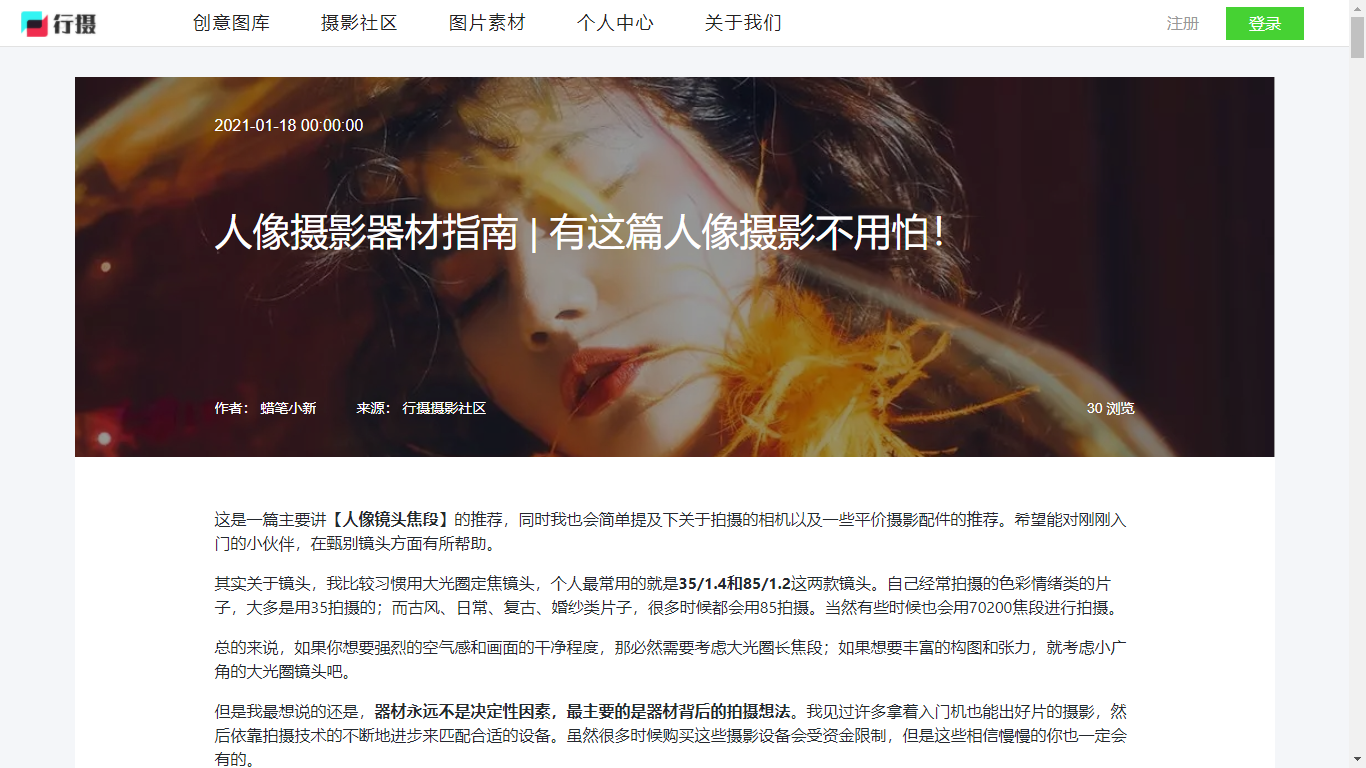 行摄
创意图库
摄影社区
图片素材
个人中心
关于我们
注册
登录
2021-01-18 00:00:00
人像摄影器材指南 | 有这篇人像摄影不用怕!
作者： 蜡笔小新
来源： 行摄摄影社区
30 浏览
这是一篇主要讲【人像镜头焦段】的推荐，同时我也会简单提及下关于拍摄的相机以及一些平价摄影配件的推荐。希望能对刚刚入
门的小伙伴，在甄别镜头方面有所帮助。
其实关于镜头，我比较习惯用大光圈定焦镜头，个人最常用的就是35/1.4和85/1.2这两款镜头。自己经常拍摄的色彩情绪类的片
子，大多是用35拍摄的；而古风、日常、复古、婚纱类片子，很多时候都会用85拍摄。当然有些时候也会用70200焦段进行拍摄。
总的来说，如果你想要强烈的空气感和画面的干净程度，那必然需要考虑大光圈长焦段；如果想要丰富的构图和张力，就考虑小广
角的大光圈镜头吧。
但是我最想说的还是，器材永远不是决定性因素，最主要的是器材背后的拍摄想法。我见过许多拿着入门机也能出好片的摄影，然
后依靠拍摄技术的不断地进步来匹配合适的设备。虽然很多时候购买这些摄影设备会受资金限制，但是这些相信慢慢的你也一定会
有的。